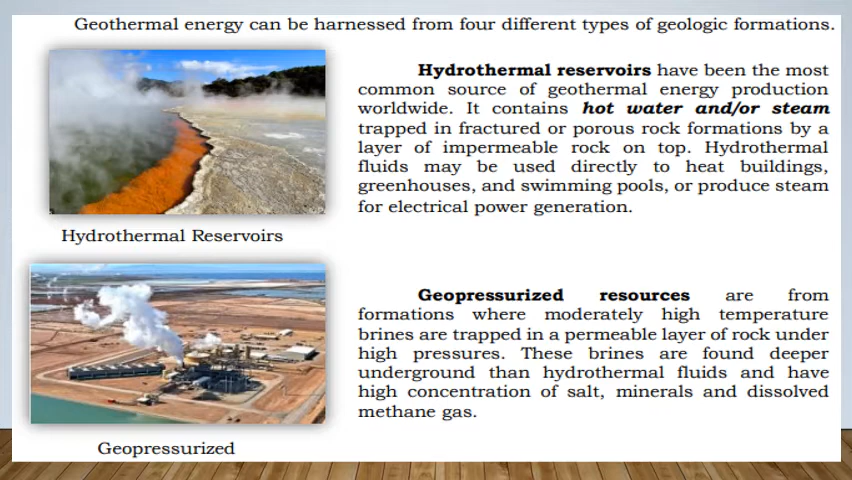 Geothermal energy can be harnessed from four different types of geologic formations.
Hydrothermal reservoirs have been the most
common source of geothermal energy production
worldwide. It contains hot water and/or steam
trapped in fractured or porous rock formations by a
layer of impermeable rock on top. Hydrothermal
fluids may be used directly to heat buildings,
greenhouses, and swimming pools, or produce steam
for electrical power generation.
Hydrothermal Reservoirs
Geopressurized resources are from
formations where moderately high temperature
brines are trapped in a permeable layer of rock under
high pressures. These brines are found deeper
underground than hydrothermal fluids and have
high concentration of salt, minerals and dissolved
methane gas.
Geopressurized